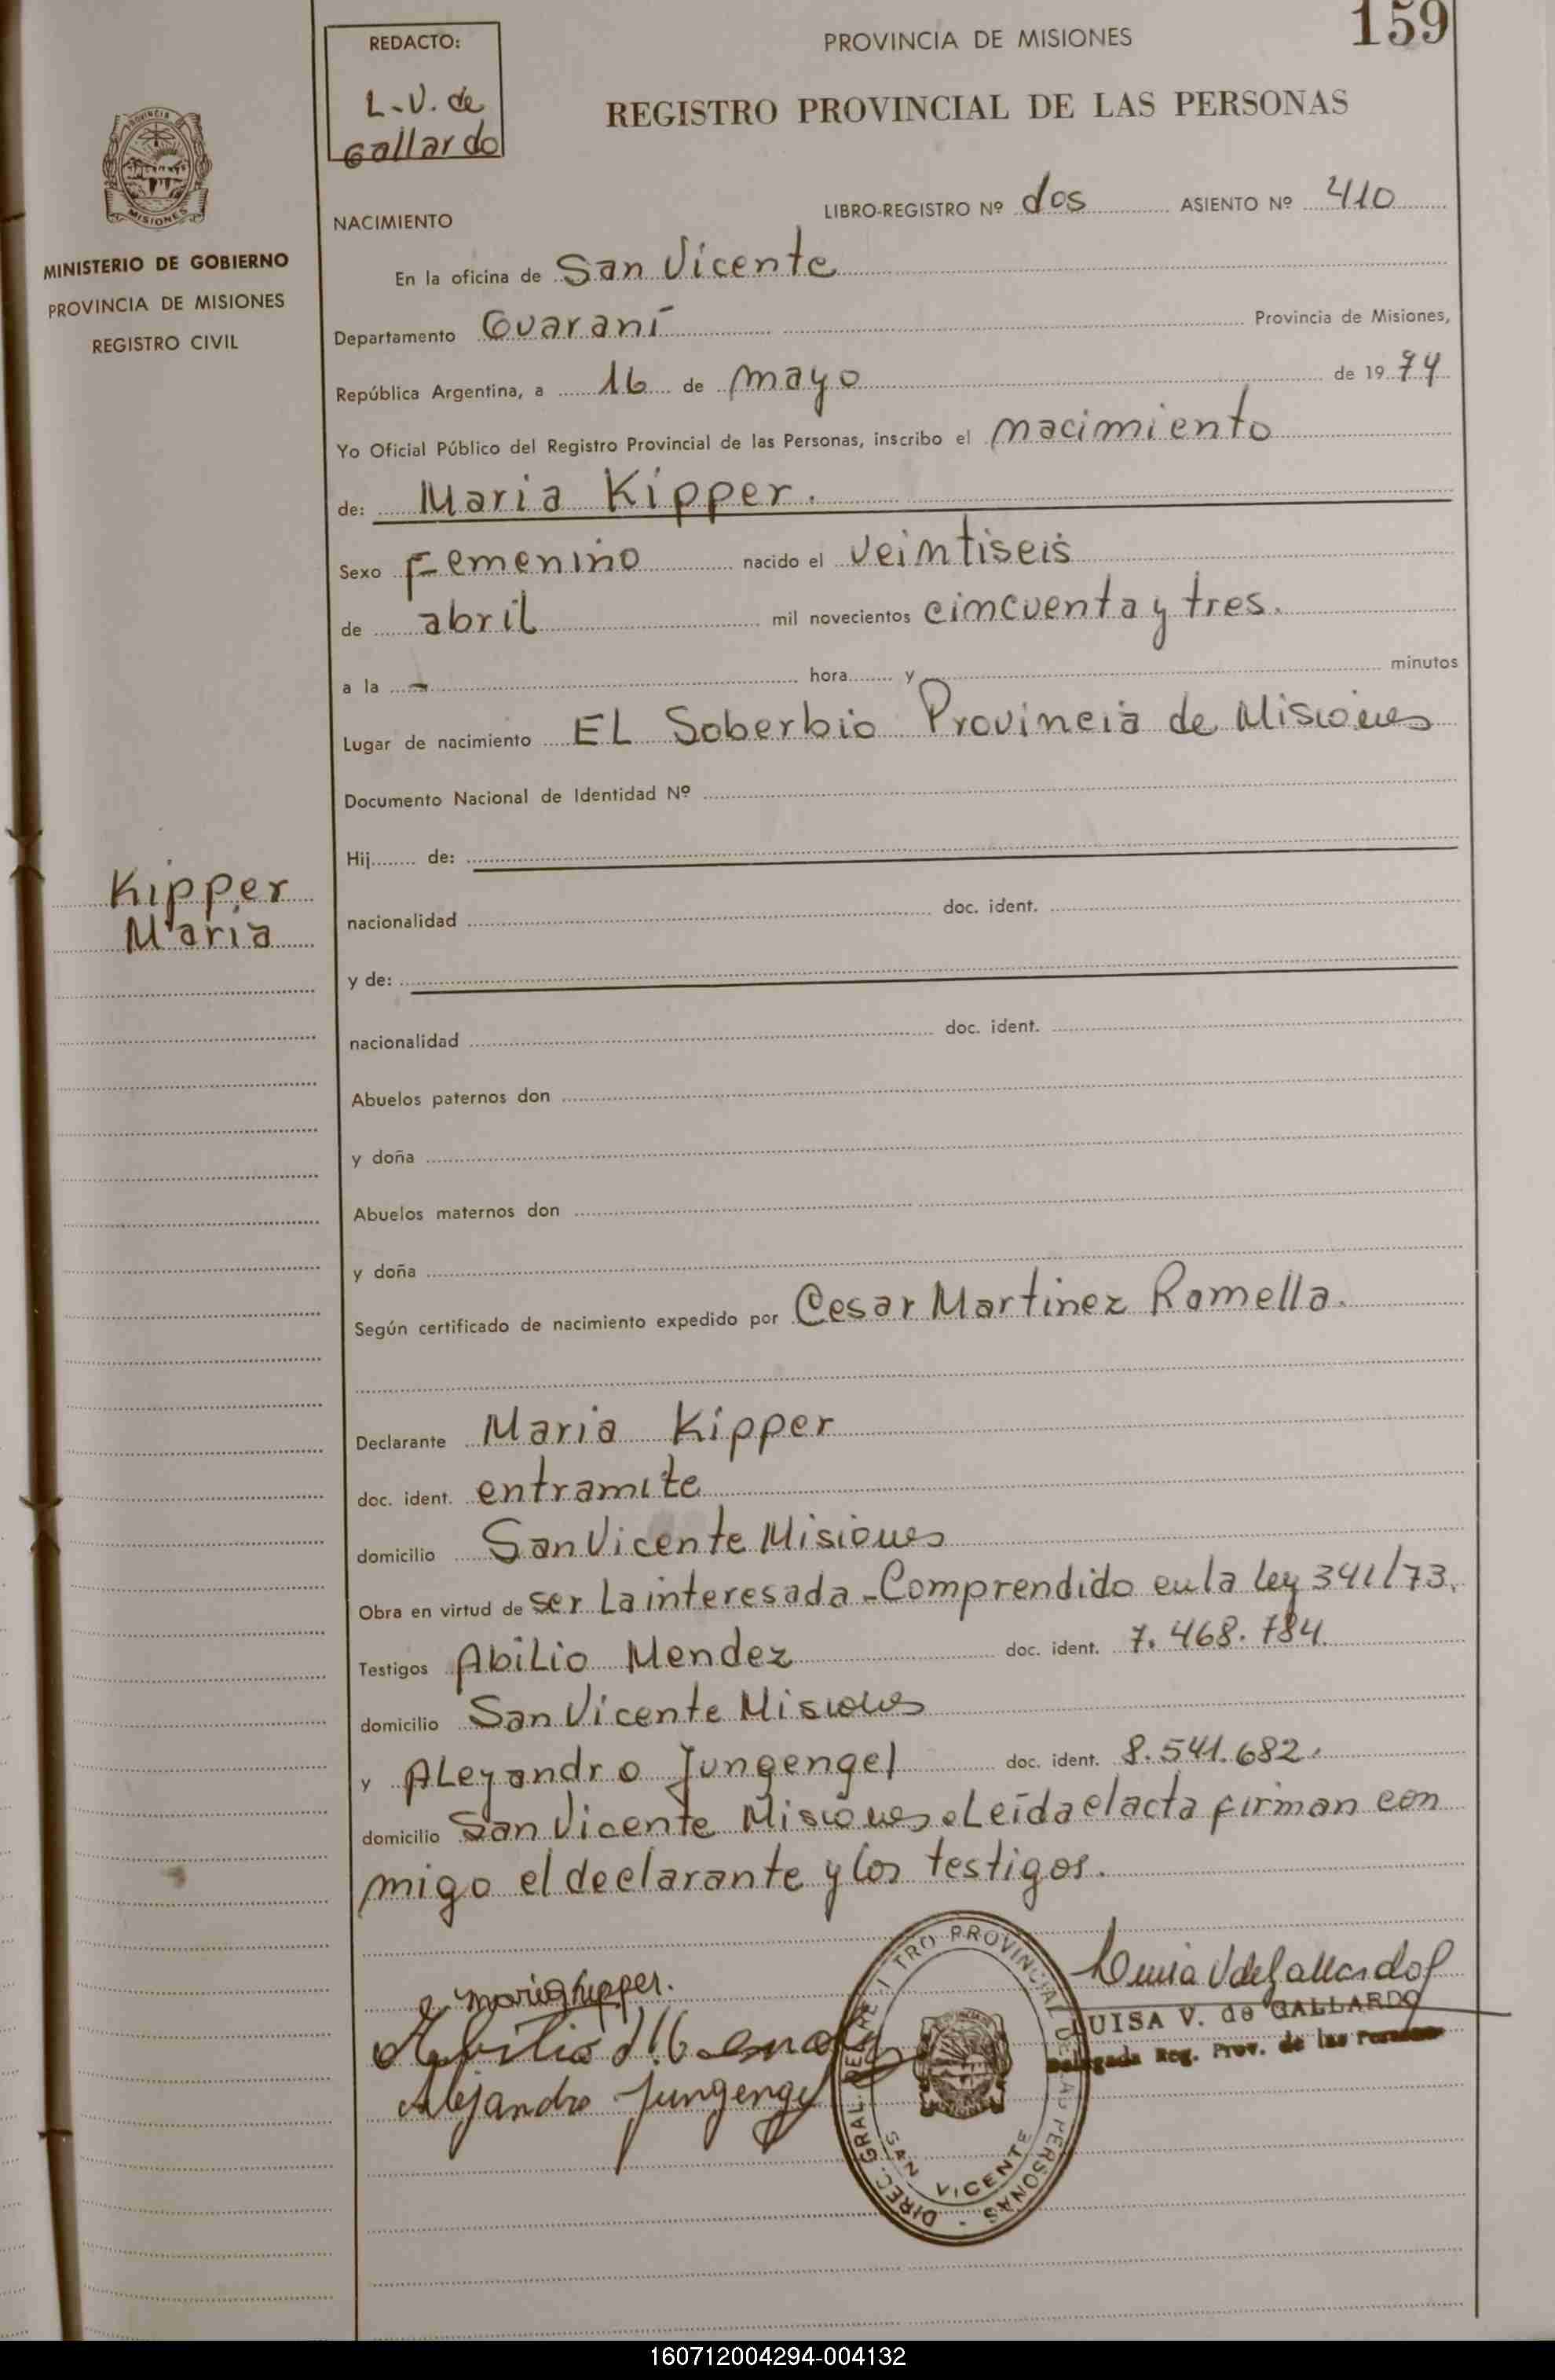 REDACTO:
L-V. de
Gallardo
PROVINCIA DE MISIONES
159
REGISTRO PROVINCIAL DE LAS PERSONAS
PROVINCIA
MISIONES
MINISTERIO DE GOBIERNO
PROVINCIA DE MISIONES
REGISTRO CIVIL
NACIMIENTO
LIBRO-REGISTRO Nº dos ASIENTO Nº 410
En la oficina de San Vicente
Departamento Guaraní Provincia de Misiones,
República Argentina, a 16 de mayo de 1974
Yo Oficial Público del Registro Provincial de las Personas, inscribo el nacimiento
de: Maria Kipper.
Sexo Femenino nacido el veintiseis
de abril mil novecientos cincuenta y tres.
a la - hora y minutos
Lugar de nacimiento EL Soberbio Provincia de Misiones
Documento Nacional de Identidad Nº
Hij de:
Kipper
Maria
nacionalidad doc. ident.
y de:
nacionalidad doc. ident.
Abuelos paternos don
y doña
Abuelos maternos don
y doña
Según certificado de nacimiento expedido por Cesar Martinez Romella.
Declarante Maria Kipper
doc. ident. entramite
domicilio San Vicente Misiones
Obra en virtud de ser La interesada - Comprendido en la Ley 341/73.
Testigos Abilio Mendez doc. ident. 7.468.784
domicilio San Vicente Misiones
y ALeyandro Jungengel doc. ident. 8.541.682.
domicilio San Vicente Misiones. Leída el acta firman con
migo el declarante y los testigos.
maria kipper.
Alejandro Jungengel
LUISA V. de GALLARDO
Delegada Reg. Prov. de las Personas
DIREC. GRAL. REGISTRO PROVINCIAL DE LAS PERSONAS -
SAN VICENTE
160712004294-004132